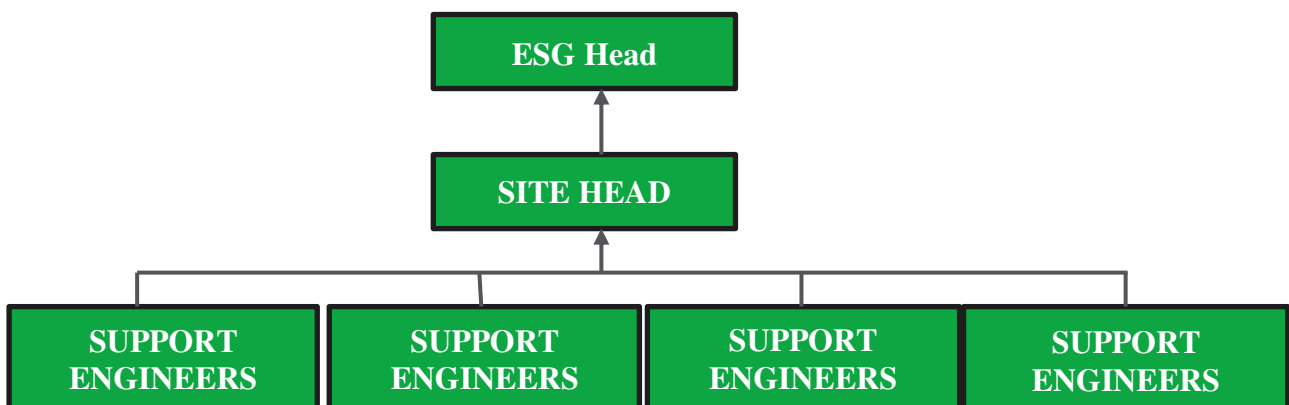 ESG Head
SITE HEAD
SUPPORT
ENGINEERS
SUPPORT
ENGINEERS
SUPPORT
ENGINEERS
SUPPORT
ENGINEERS